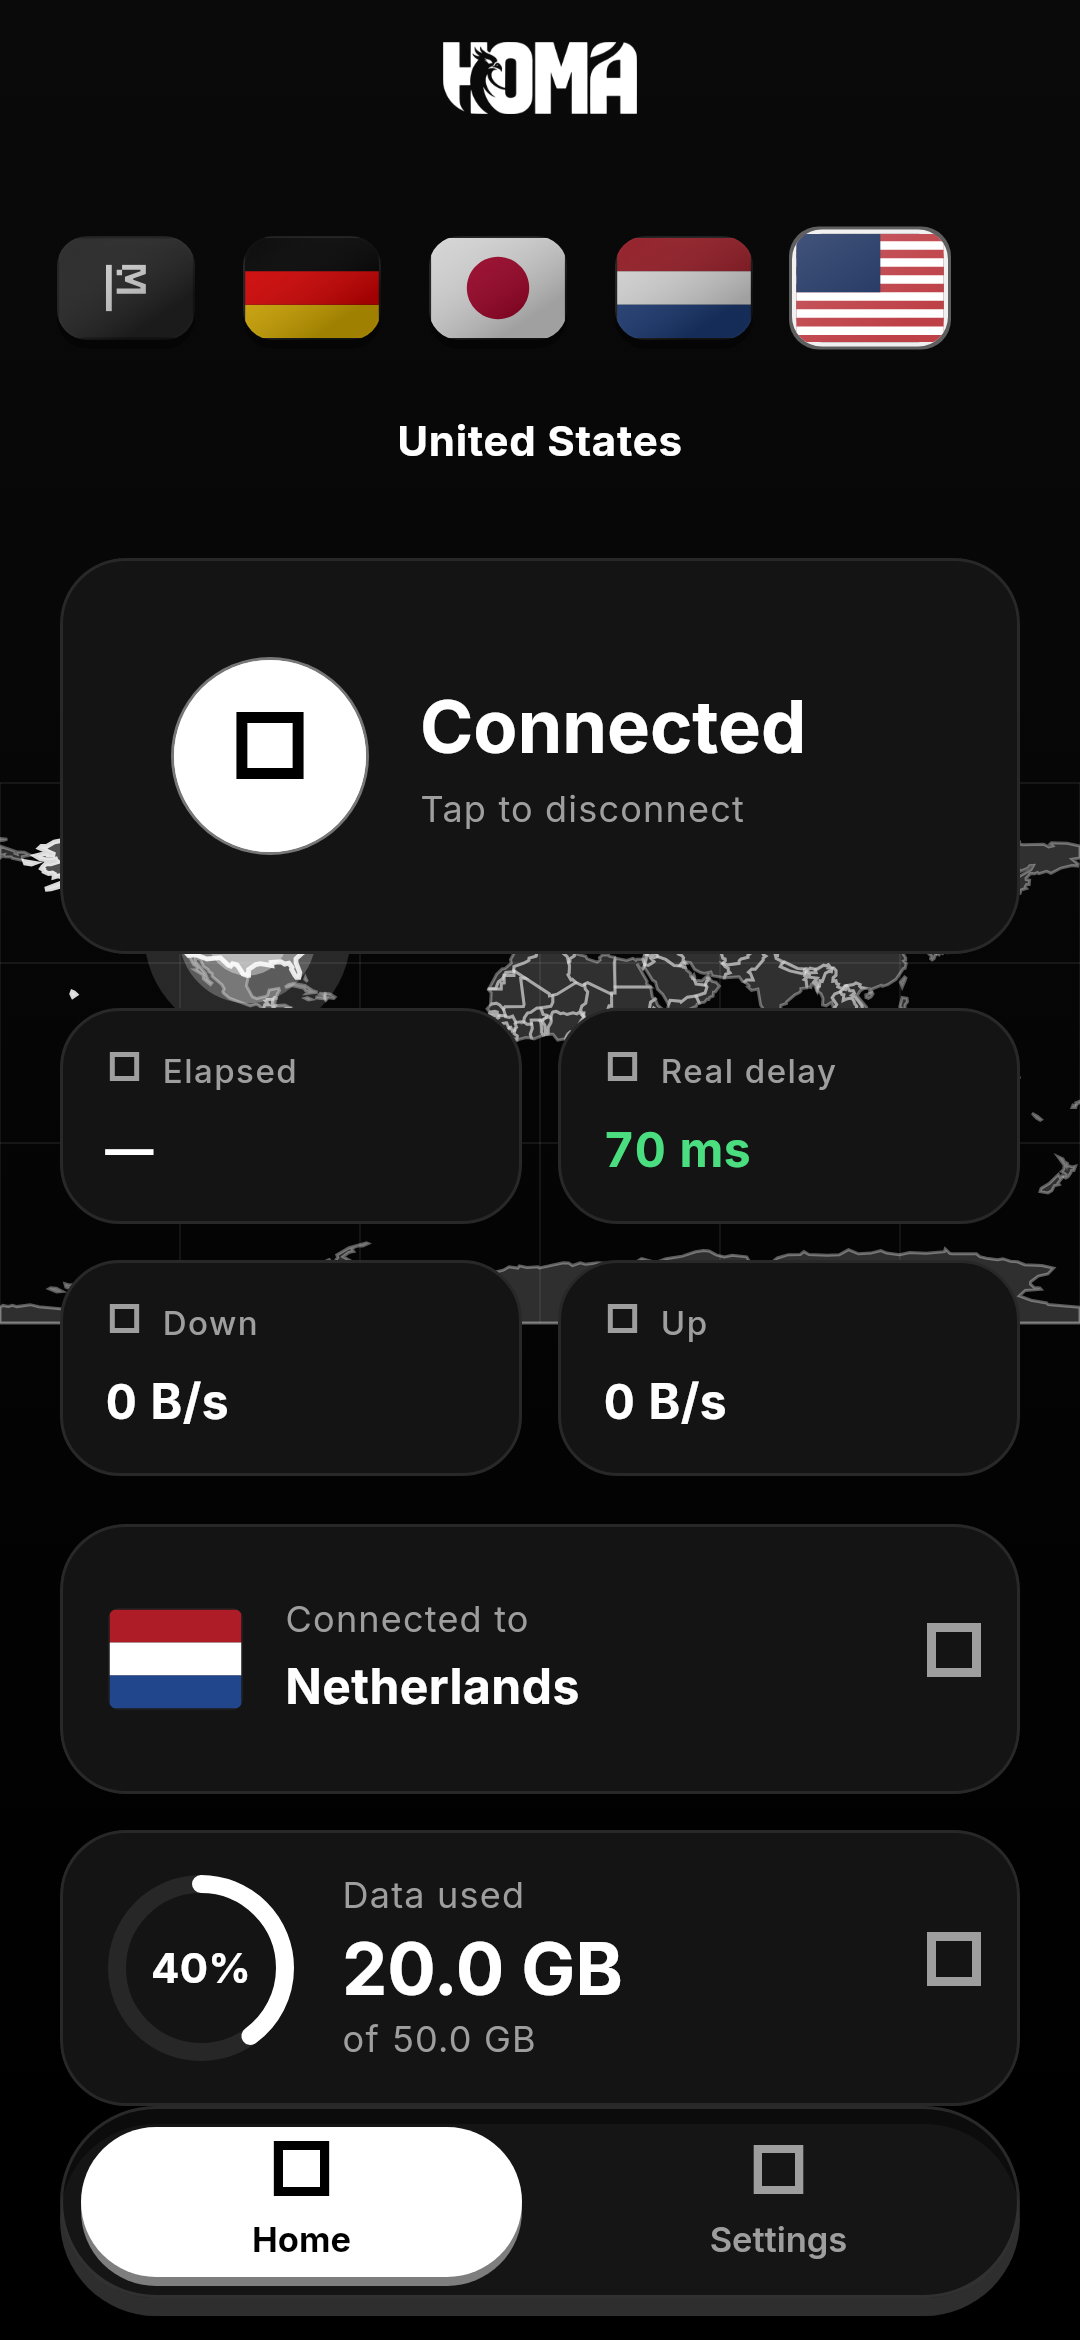 HOMA
United States
Connected
Tap to disconnect
Elapsed
—
Real delay
70 ms
Down
0 B/s
Up
0 B/s
Connected to
Netherlands
40%
Data used
20.0 GB
of 50.0 GB
Home
Settings